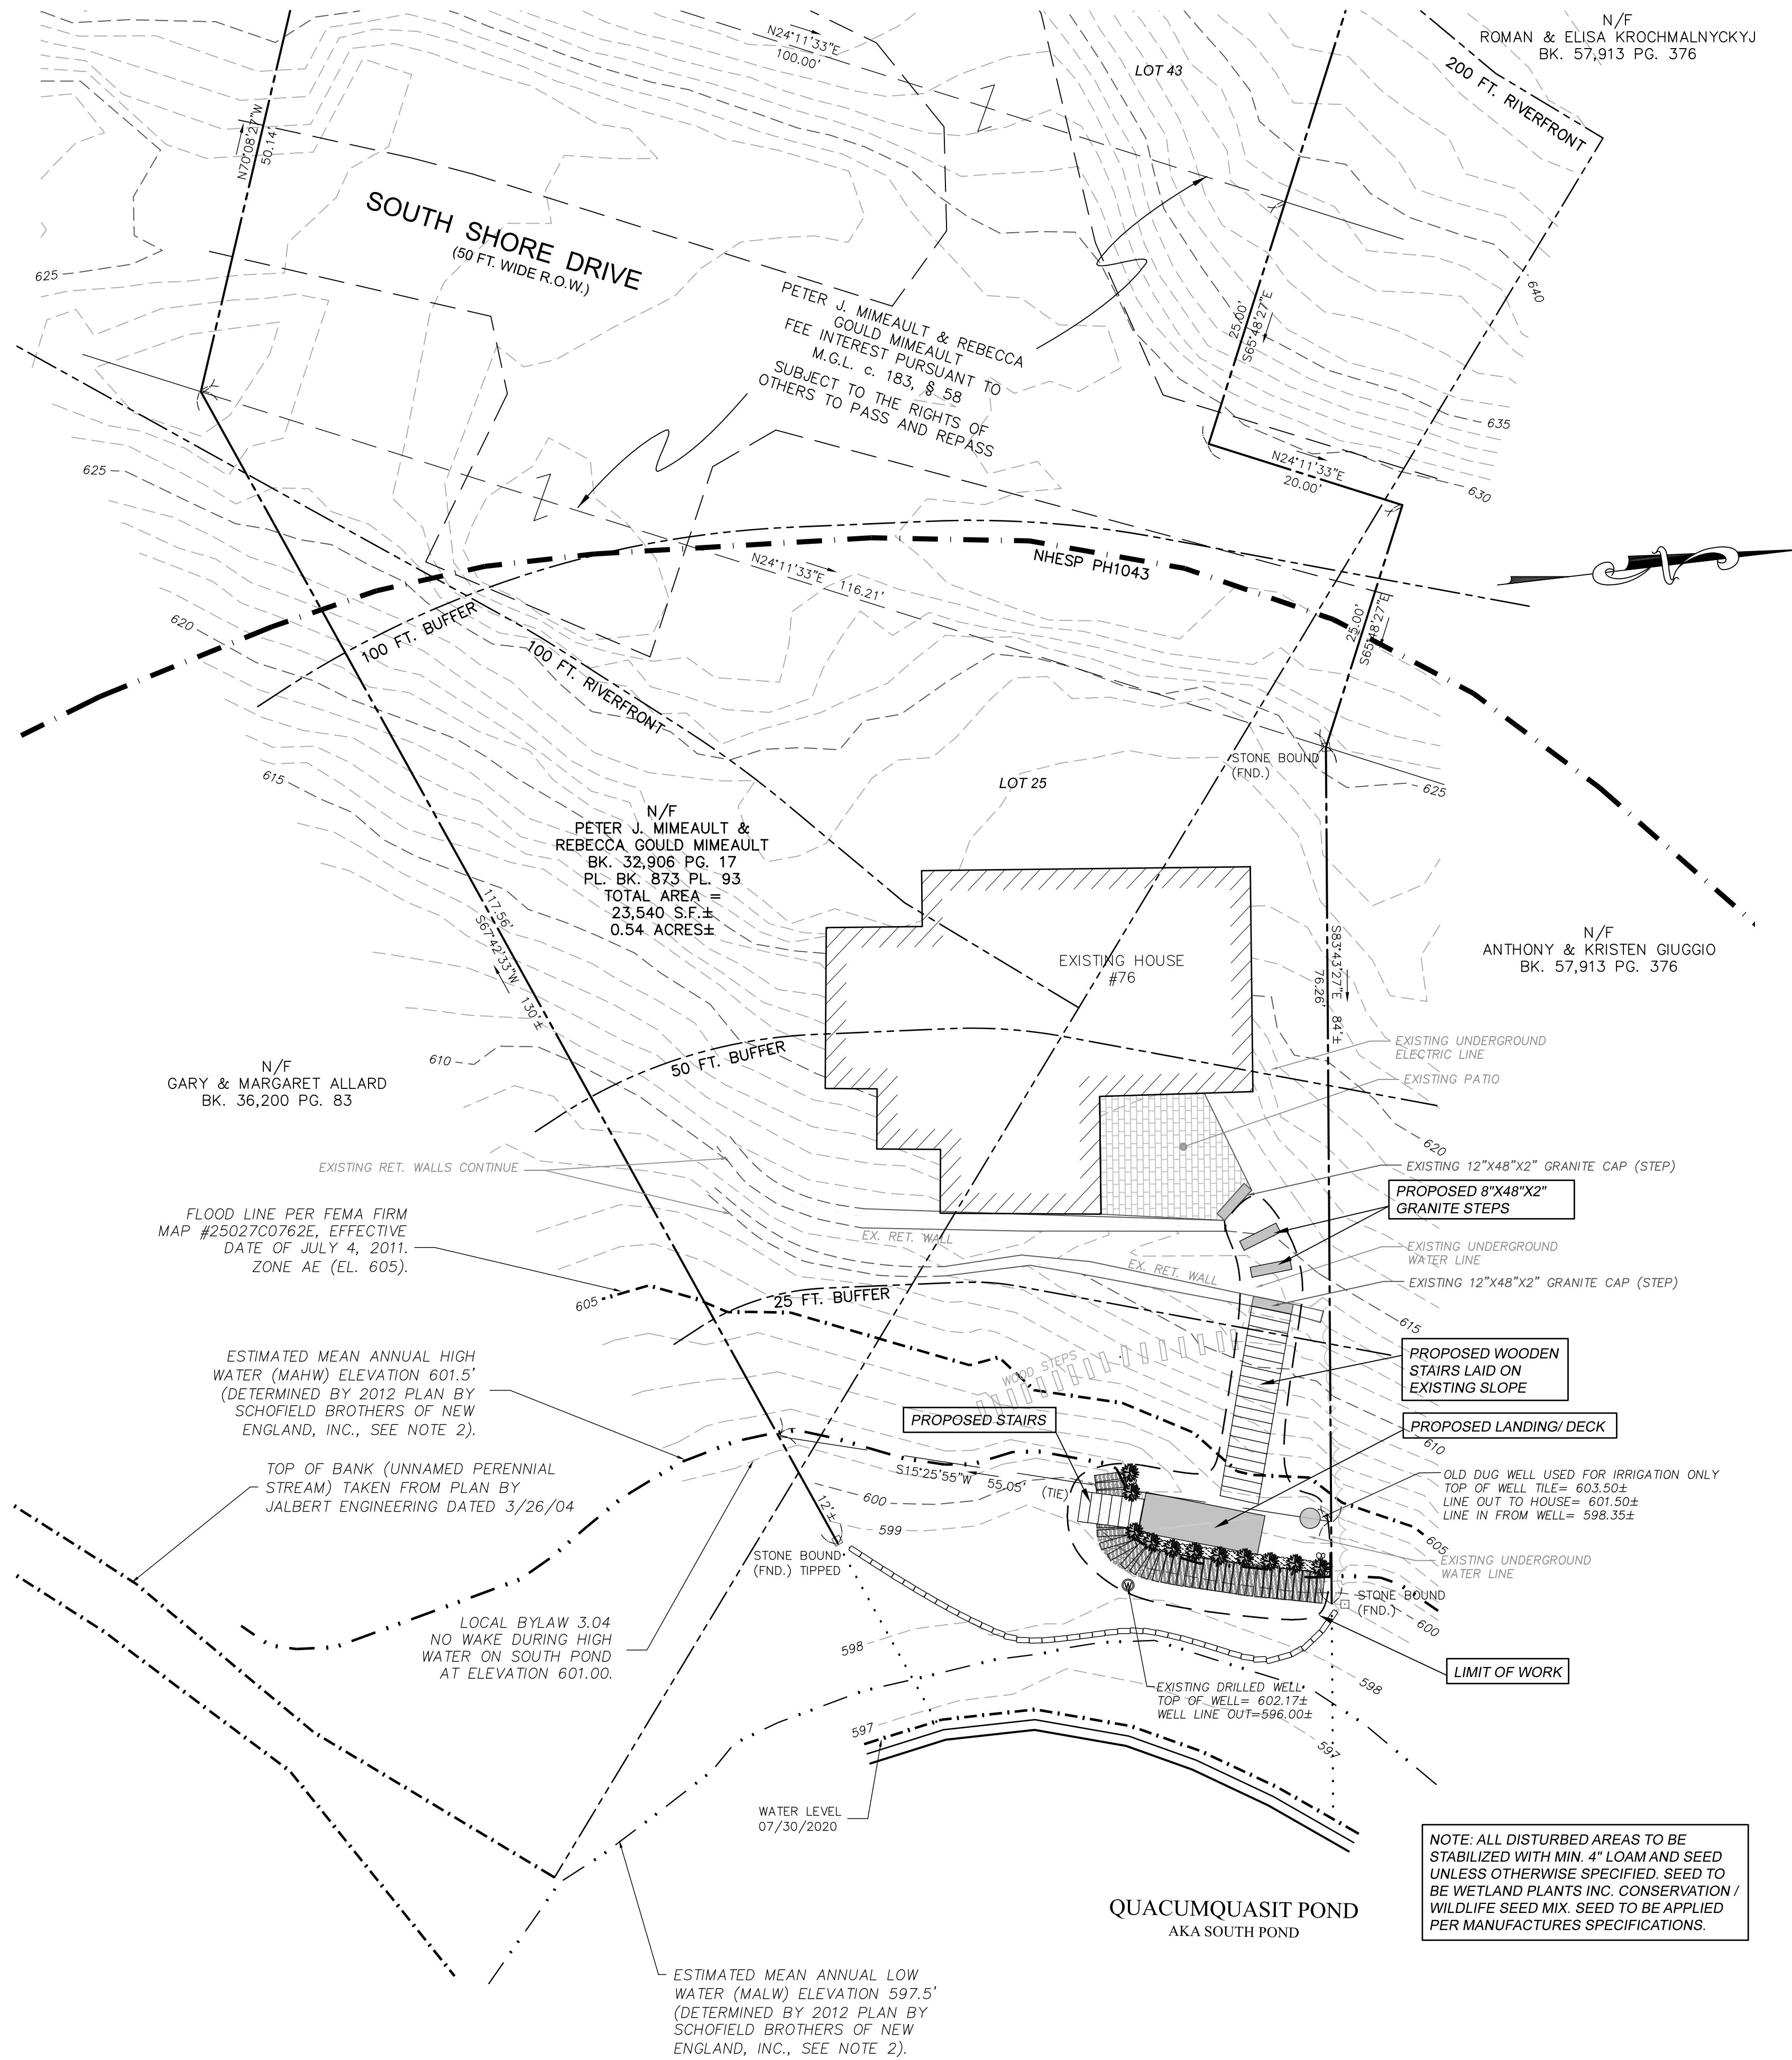 N/F
ROMAN & ELISA KROCHMALNYCKYJ
BK. 57,913 PG. 376
N24°11'33"E
100.00'
LOT 43
200 FT. RIVERFRONT
N70°08'27"W
50.14'
SOUTH SHORE DRIVE
(50 FT. WIDE R.O.W.)
625
640
PETER J. MIMEAULT & REBECCA
GOULD MIMEAULT
FEE INTEREST PURSUANT TO
M.G.L. c. 183, § 58
SUBJECT TO THE RIGHTS OF
OTHERS TO PASS AND REPASS
25.00'
S65°48'27"E
635
625
N24°11'33"E
20.00'
630
NHESP PH1043
N24°11'33"E
116.21'
620
100 FT. BUFFER
100 FT. RIVERFRONT
25.00'
S65°48'27"E
STONE BOUND
(FND.)
615
LOT 25
625
N/F
PETER J. MIMEAULT &
REBECCA GOULD MIMEAULT
BK. 32,906 PG. 17
PL. BK. 873 PL. 93
TOTAL AREA =
23,540 S.F.±
0.54 ACRES±
117.56'
S67°42'33"W
130'±
EXISTING HOUSE
#76
S83°43'27"E
76.26'
84'±
N/F
ANTHONY & KRISTEN GIUGGIO
BK. 57,913 PG. 376
N/F
GARY & MARGARET ALLARD
BK. 36,200 PG. 83
610
50 FT. BUFFER
EXISTING UNDERGROUND
ELECTRIC LINE
EXISTING PATIO
620
EXISTING RET. WALLS CONTINUE
EXISTING 12"X48"X2" GRANITE CAP (STEP)
PROPOSED 8"X48"X2"
GRANITE STEPS
FLOOD LINE PER FEMA FIRM
MAP #25027C0762E, EFFECTIVE
DATE OF JULY 4, 2011.
ZONE AE (EL. 605).
EX. RET. WALL
EX. RET. WALL
EXISTING UNDERGROUND
WATER LINE
EXISTING 12"X48"X2" GRANITE CAP (STEP)
605
25 FT. BUFFER
615
ESTIMATED MEAN ANNUAL HIGH
WATER (MAHW) ELEVATION 601.5'
(DETERMINED BY 2012 PLAN BY
SCHOFIELD BROTHERS OF NEW
ENGLAND, INC., SEE NOTE 2).
WOOD STEPS
PROPOSED WOODEN
STAIRS LAID ON
EXISTING SLOPE
PROPOSED STAIRS
PROPOSED LANDING/ DECK
610
TOP OF BANK (UNNAMED PERENNIAL
STREAM) TAKEN FROM PLAN BY
JALBERT ENGINEERING DATED 3/26/04
S15°25'55"W
55.05'
(TIE)
600
599
12'±
OLD DUG WELL USED FOR IRRIGATION ONLY
TOP OF WELL TILE= 603.50±
LINE OUT TO HOUSE= 601.50±
LINE IN FROM WELL= 598.35±
605
STONE BOUND
(FND.) TIPPED
EXISTING UNDERGROUND
WATER LINE
W
STONE BOUND
(FND.)
600
LOCAL BYLAW 3.04
NO WAKE DURING HIGH
WATER ON SOUTH POND
AT ELEVATION 601.00.
598
LIMIT OF WORK
598
EXISTING DRILLED WELL
TOP OF WELL= 602.17±
WELL LINE OUT=596.00±
597
597
WATER LEVEL
07/30/2020
NOTE: ALL DISTURBED AREAS TO BE
STABILIZED WITH MIN. 4" LOAM AND SEED
UNLESS OTHERWISE SPECIFIED. SEED TO
BE WETLAND PLANTS INC. CONSERVATION /
WILDLIFE SEED MIX. SEED TO BE APPLIED
PER MANUFACTURES SPECIFICATIONS.
QUACUMQUASIT POND
AKA SOUTH POND
ESTIMATED MEAN ANNUAL LOW
WATER (MALW) ELEVATION 597.5'
(DETERMINED BY 2012 PLAN BY
SCHOFIELD BROTHERS OF NEW
ENGLAND, INC., SEE NOTE 2).